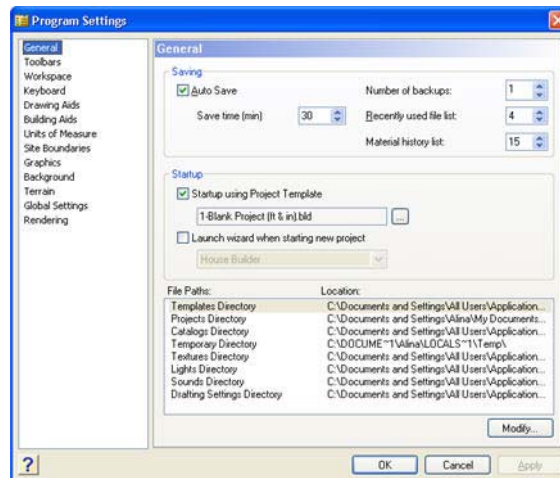 Program Settings
General
Toolbars
Workspace
Keyboard
Drawing Aids
Building Aids
Units of Measure
Site Boundaries
Graphics
Background
Terrain
Global Settings
Rendering
General
Saving
Auto Save
Save time (min)
30
Number of backups:
1
Recently used file list:
4
Material history list:
15
Startup
Startup using Project Template
1-Blank Project (ft & in).bld
...
Launch wizard when starting new project
House Builder
File Paths: Location:
Templates Directory C:\Documents and Settings\All Users\Application...
Projects Directory C:\Documents and Settings\Alina\My Documents...
Catalogs Directory C:\Documents and Settings\All Users\Application...
Temporary Directory C:\DOCUME~1\Alina\LOCALS~1\Temp\
Textures Directory C:\Documents and Settings\All Users\Application...
Lights Directory C:\Documents and Settings\All Users\Application...
Sounds Directory C:\Documents and Settings\All Users\Application...
Drafting Settings Directory C:\Documents and Settings\All Users\Application...
Modify...
?
OK Cancel Apply